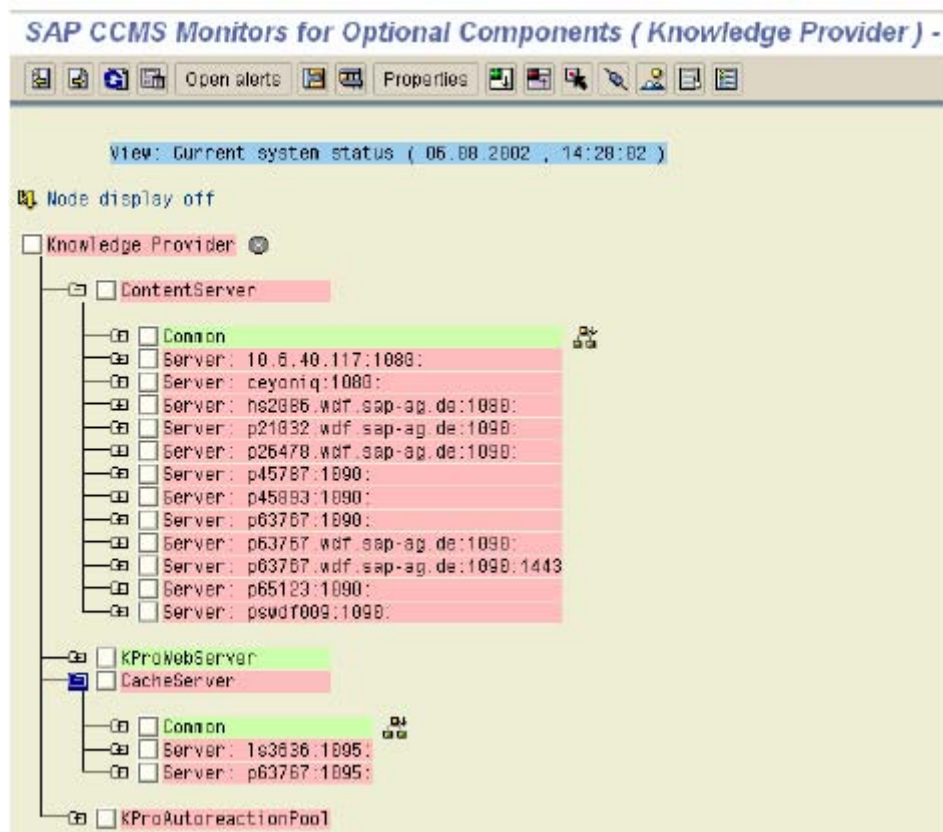 SAP CCMS Monitors for Optional Components ( Knowledge Provider ) -
Open alerts Properties
View: Current system status ( 06.08.2002 , 14:28:02 )
Node display off
Knowledge Provider
ContentServer
Common
Server: 10.6.40.117:1080:
Server: ceyoniq:1080:
Server: hs2086.wdf.sap-ag.de:1080:
Server: .wdf.sap-ag.de:1090:
Server: p26478.wdf.sap-ag.de:1090:
Server: p45787:1090:
Server: p45893:1090:
Server: p63767:1090:
Server: p63767.wdf.sap-ag.de:1090:
Server: p63767.wdf.sap-ag.de:1090:1443
Server: p65123:1090:
Server: pswdf009:1090:
KProWebServer
CacheServer
Common
Server: ls3636:1095:
Server: p63767:1095:
KProAutoreactionPool